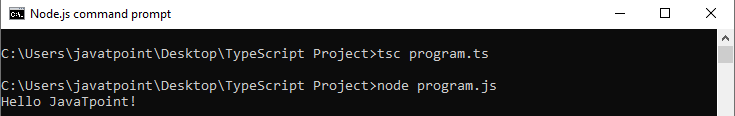 Node.js command prompt
C:\Users\javatpoint\Desktop\TypeScript Project>tsc program.ts
C:\Users\javatpoint\Desktop\TypeScript Project>node program.js
Hello JavaTpoint!